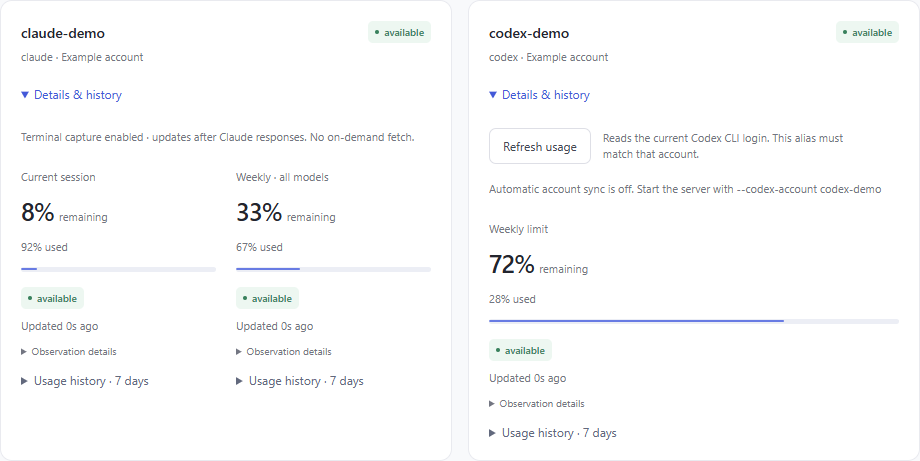 claude-demo
available
claude · Example account
Details & history
Terminal capture enabled · updates after Claude responses. No on-demand fetch.
Current session
8% remaining
92% used
available
Updated 0s ago
Observation details
Usage history · 7 days
Weekly · all models
33% remaining
67% used
available
Updated 0s ago
Observation details
Usage history · 7 days
codex-demo
available
codex · Example account
Details & history
Refresh usage
Reads the current Codex CLI login. This alias must
match that account.
Automatic account sync is off. Start the server with --codex-account codex-demo
Weekly limit
72% remaining
28% used
available
Updated 0s ago
Observation details
Usage history · 7 days